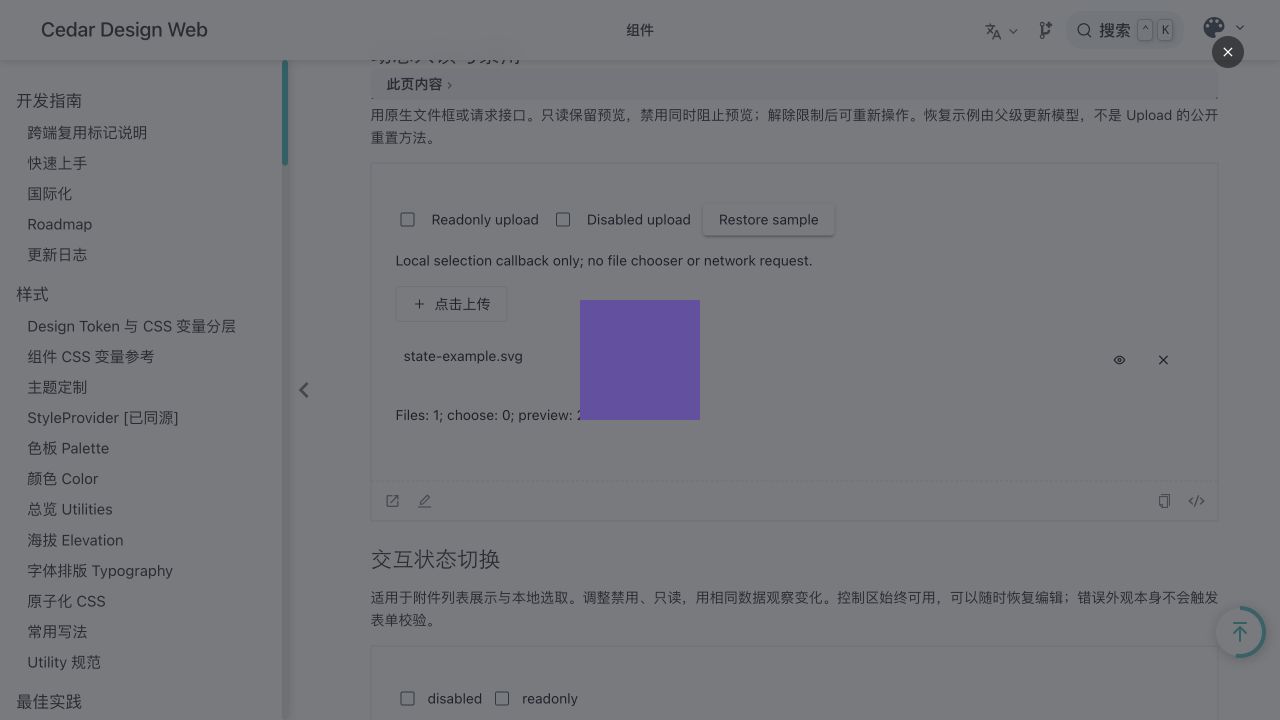 Cedar Design Web
组件
搜索 ^ K
开发指南
跨端复用标记说明
快速上手
国际化
Roadmap
更新日志
样式
Design Token 与 CSS 变量分层
组件 CSS 变量参考
主题定制
StyleProvider [已同源]
色板 Palette
颜色 Color
总览 Utilities
海拔 Elevation
字体排版 Typography
原子化 CSS
常用写法
Utility 规范
最佳实践
此页内容
用原生文件框或请求接口。只读保留预览，禁用同时阻止预览；解除限制后可重新操作。恢复示例由父级更新模型，不是 Upload 的公开
重置方法。
Readonly upload
Disabled upload
Restore sample
Local selection callback only; no file chooser or network request.
点击上传
state-example.svg
Files: 1; choose: 0; preview:
交互状态切换
适用于附件列表展示与本地选取。调整禁用、只读，用相同数据观察变化。控制区始终可用，可以随时恢复编辑；错误外观本身不会触发
表单校验。
disabled
readonly